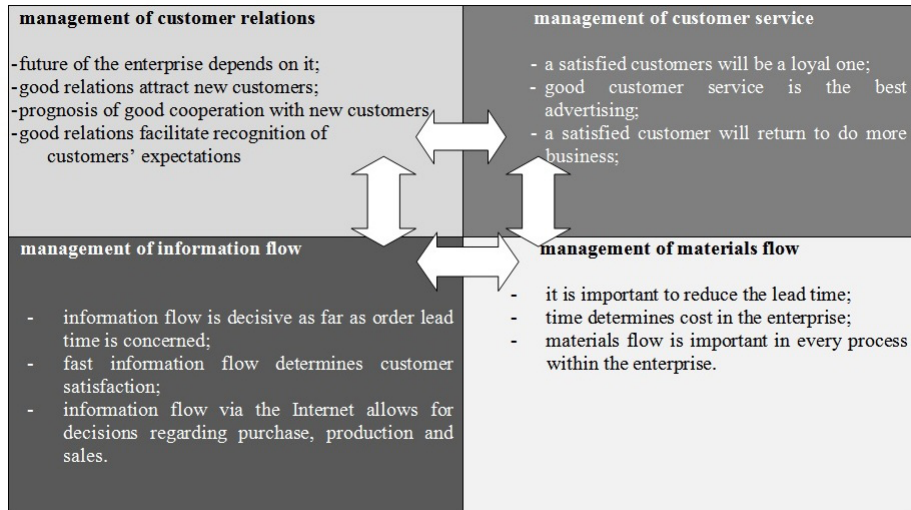 management of customer relations
-future of the enterprise depends on it;
-good relations attract new customers;
-prognosis of good cooperation with new customers
-good relations facilitate recognition of
customers’ expectations
management of customer service
- a satisfied customers will be a loyal one;
- good customer service is the best
advertising;
- a satisfied customer will return to do more
business;
management of information flow
- information flow is decisive as far as order lead
time is concerned;
- fast information flow determines customer
satisfaction;
- information flow via the Internet allows for
decisions regarding purchase, production and
sales.
management of materials flow
- it is important to reduce the lead time;
- time determines cost in the enterprise;
- materials flow is important in every process
within the enterprise.